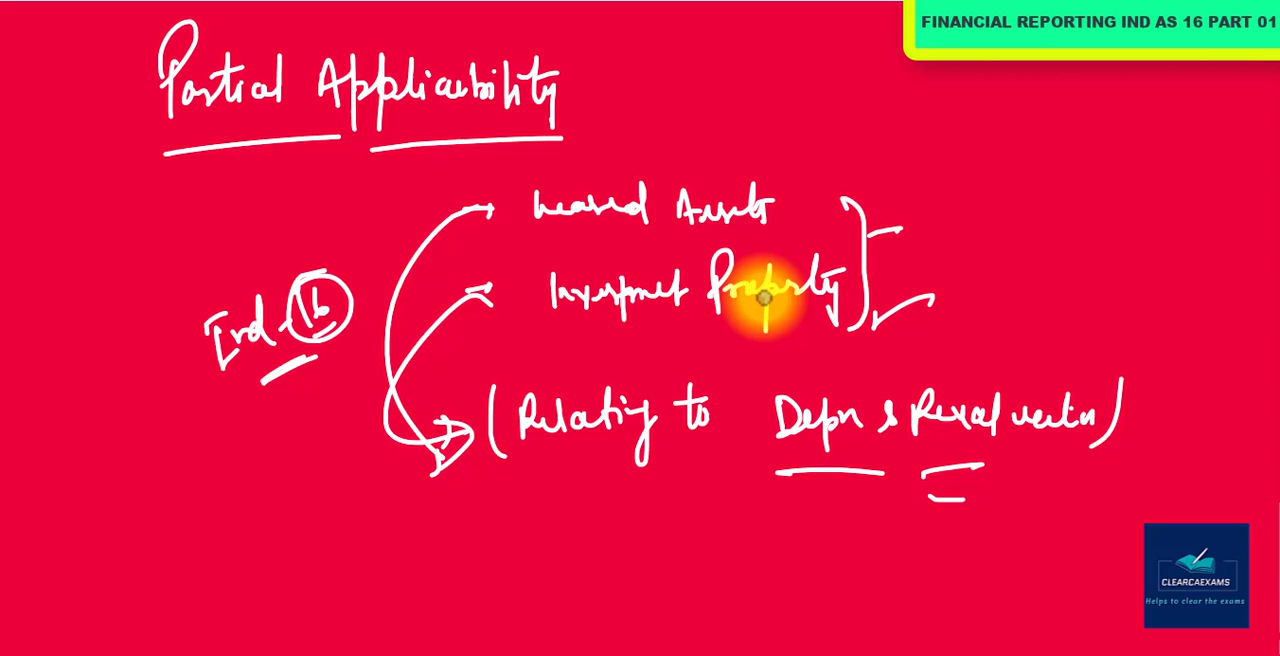 FINANCIAL REPORTING IND AS 16 PART 01
Partial Applicability
Leased Assets
Investment Property
Ind 16
(Relating to Depn & Revaluation)
CLEARCAEXAMS
Helps to clear the exams